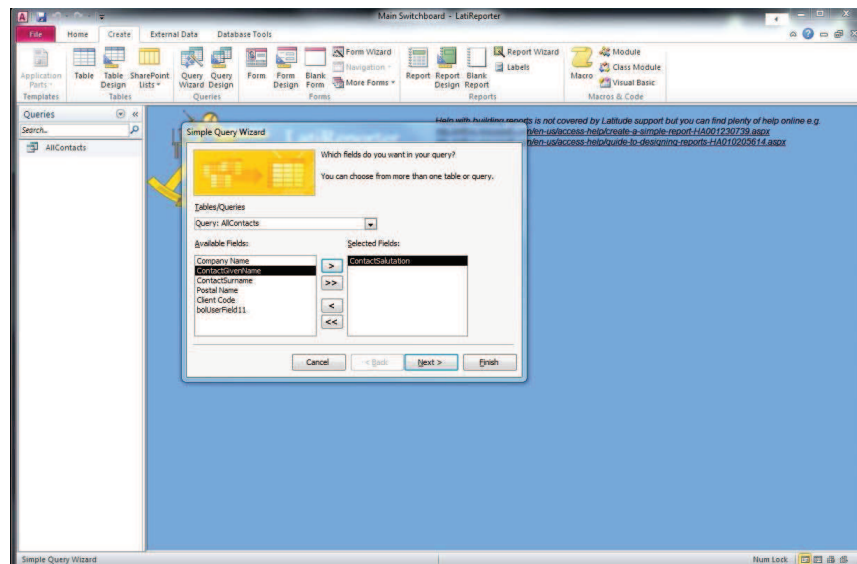 Main Switchboard - LatiReporter
File Home Create External Data Database Tools
Application Parts Table Table Design SharePoint Lists Query Wizard Query Design Form Form Design Blank Form Form Wizard Navigation More Forms Report Report Design Blank Report Report Wizard Labels Macro Module Class Module Visual Basic
Templates Tables Queries Forms Reports Macros & Code
Queries
Search..
AllContacts
LatiReporter
Help with building reports is not covered by Latitude support but you can find plenty of help online e.g.
n/en-us/access-help/create-a-simple-report-HA001230739.aspx
n/en-us/access-help/guide-to-designing-reports-HA010205614.aspx
Simple Query Wizard
Which fields do you want in your query?
You can choose from more than one table or query.
Tables/Queries
Query: AllContacts
Available Fields:
Company Name
ContactGivenName
ContactSurname
Postal Name
Client Code
bolUserField11
>
>>
<
<<
Selected Fields:
ContactSalutation
Cancel < Back Next > Finish
Simple Query Wizard Num Lock